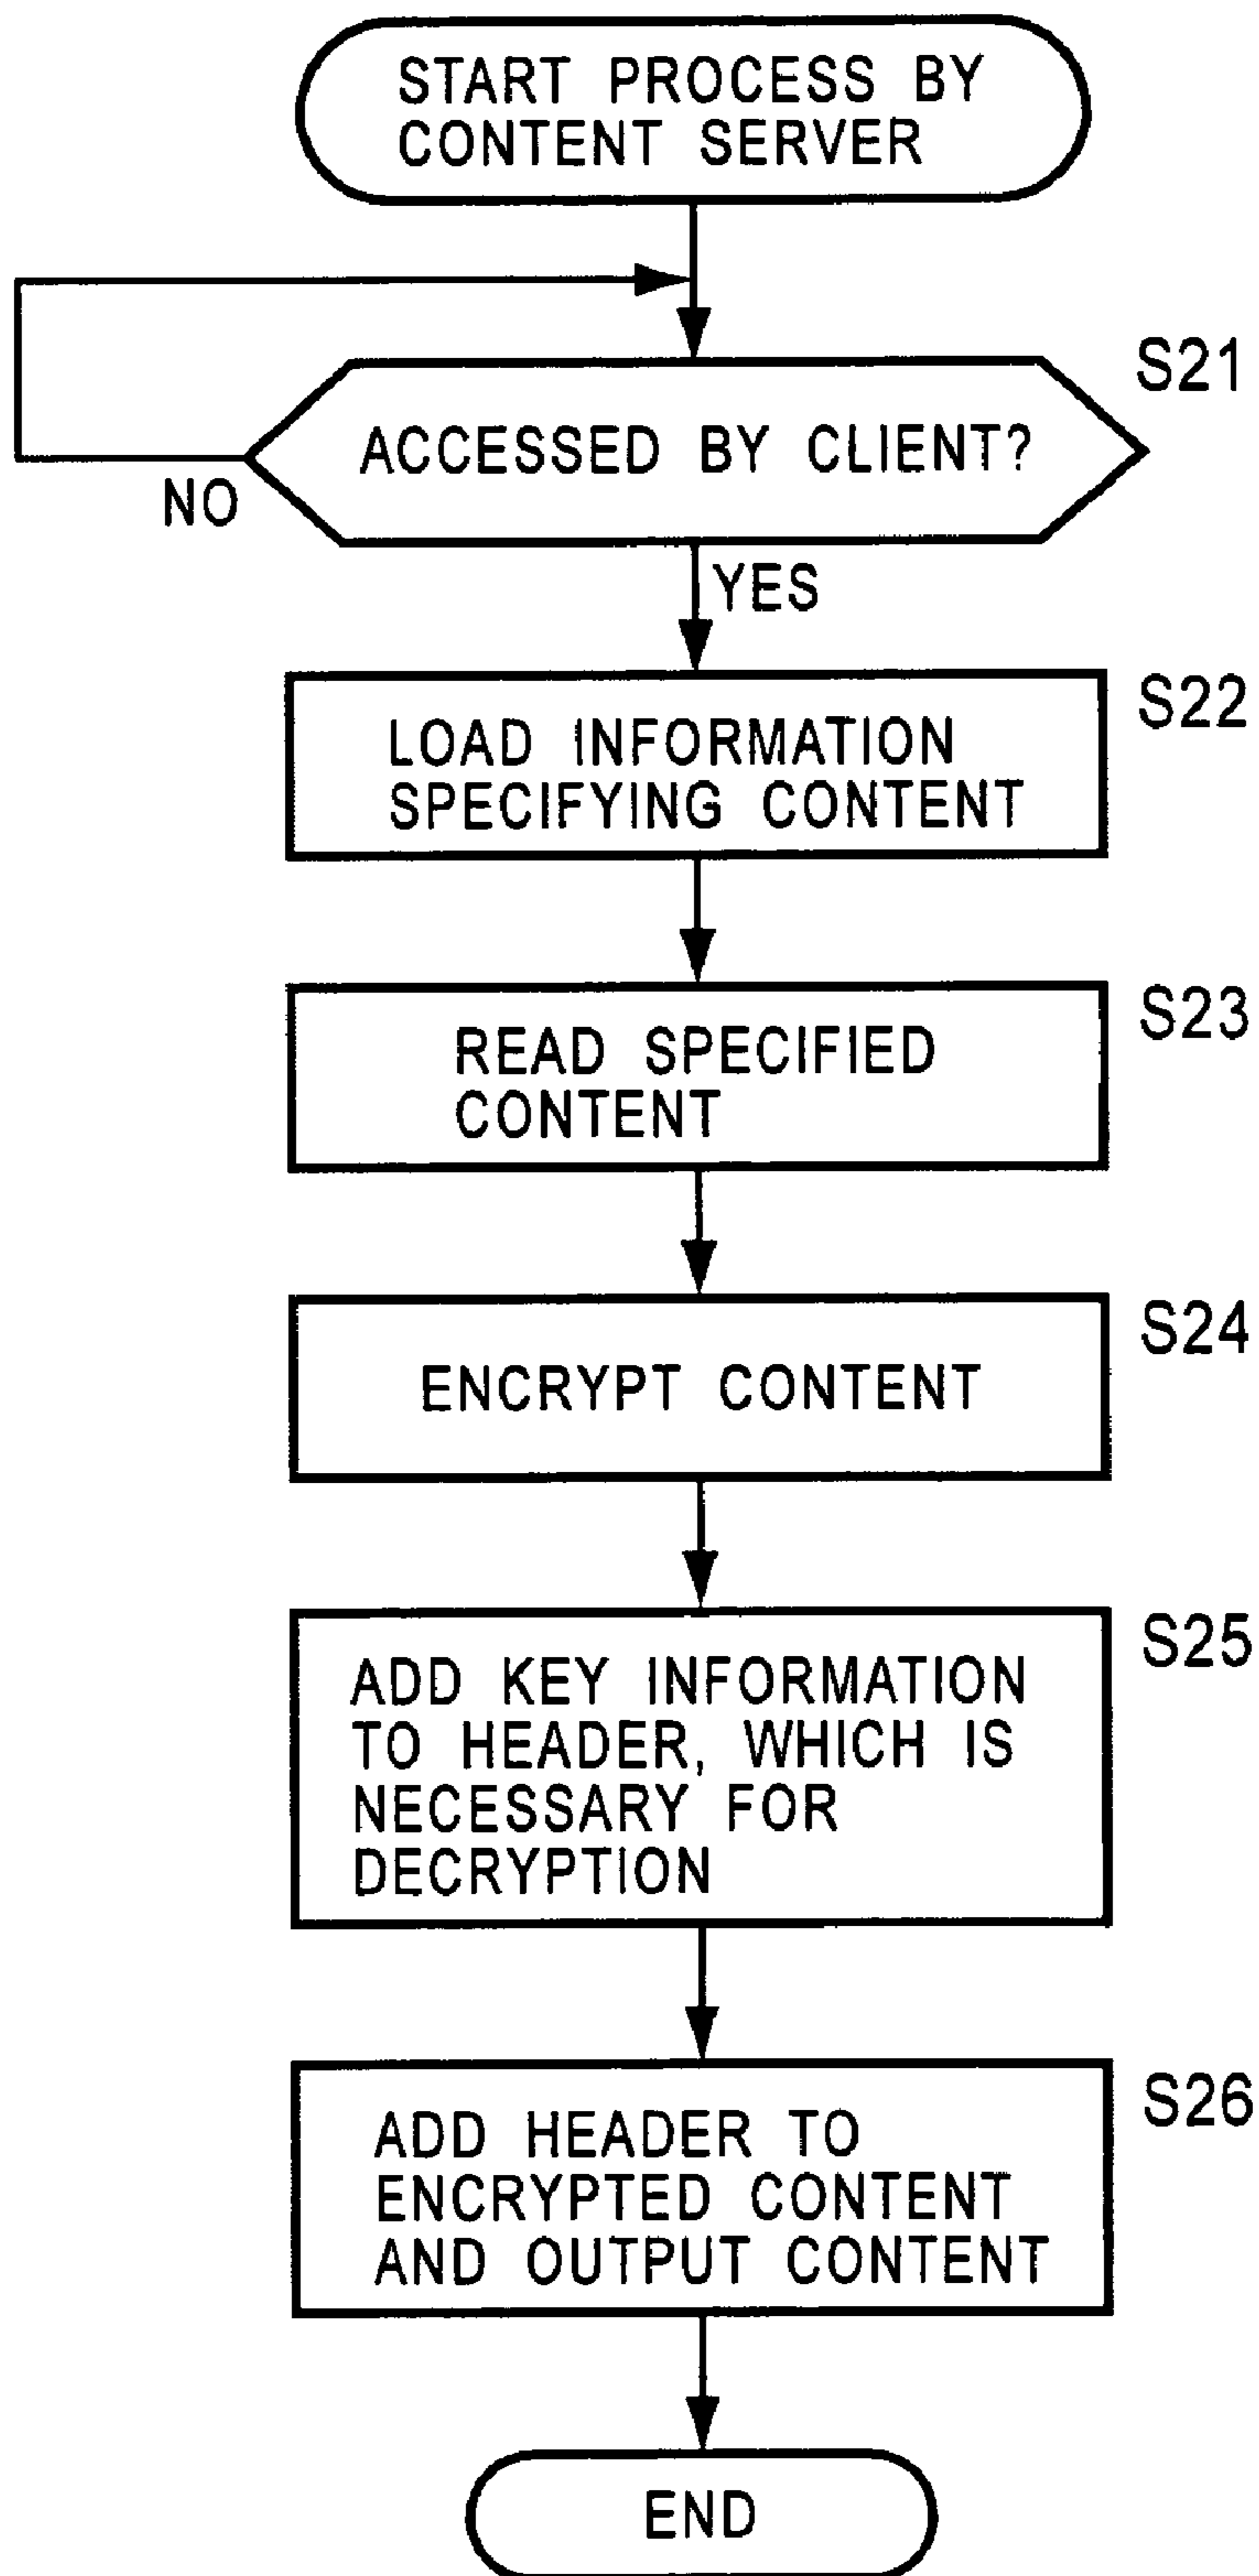 START PROCESS BY
CONTENT SERVER
S21
ACCESSED BY CLIENT?
NO
YES
S22
LOAD INFORMATION
SPECIFYING CONTENT
S23
READ SPECIFIED
CONTENT
S24
ENCRYPT CONTENT
S25
ADD KEY INFORMATION
TO HEADER, WHICH IS
NECESSARY FOR
DECRYPTION
S26
ADD HEADER TO
ENCRYPTED CONTENT
AND OUTPUT CONTENT
END